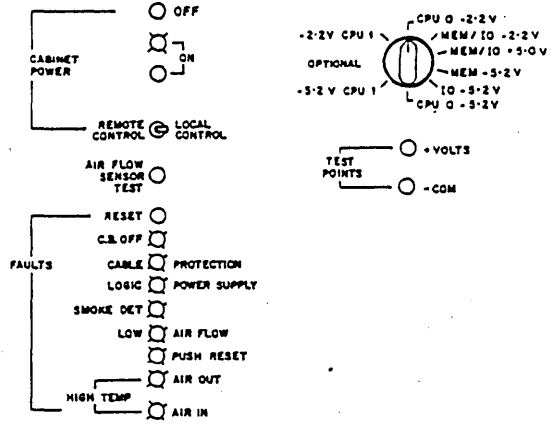 OFF
ON
CABINET
POWER
REMOTE
CONTROL
LOCAL
CONTROL
AIR FLOW
SENSOR
TEST
FAULTS
RESET
C.B. OFF
CABLE PROTECTION
LOGIC POWER SUPPLY
SMOKE DET
LOW AIR FLOW
PUSH RESET
HIGH TEMP
AIR OUT
AIR IN
CPU 0 -2.2V
-2.2V CPU 1
MEM/IO -2.2V
MEM/IO +5.0V
OPTIONAL
MEM -5.2V
-5.2V CPU 1
IO -5.2V
CPU 0 -5.2V
TEST
POINTS
+VOLTS
-COM